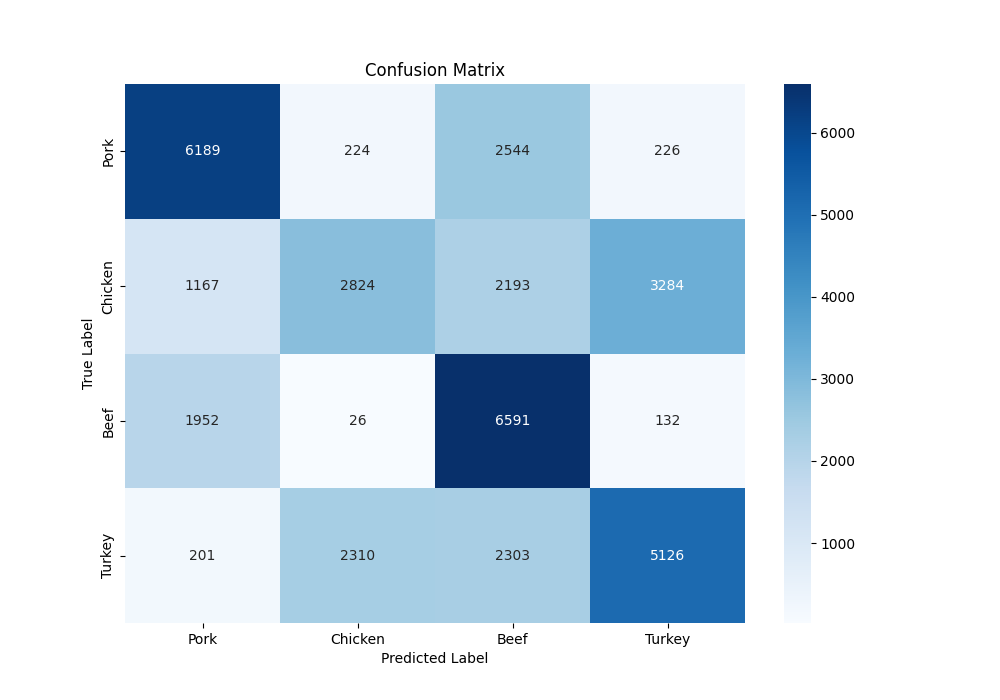 Confusion Matrix
Pork 6189 224 2544 226
Chicken 1167 2824 2193 3284
Beef 1952 26 6591 132
Turkey 201 2310 2303 5126
True Label
Pork Chicken Beef Turkey
Predicted Label
6000
5000
4000
3000
2000
1000